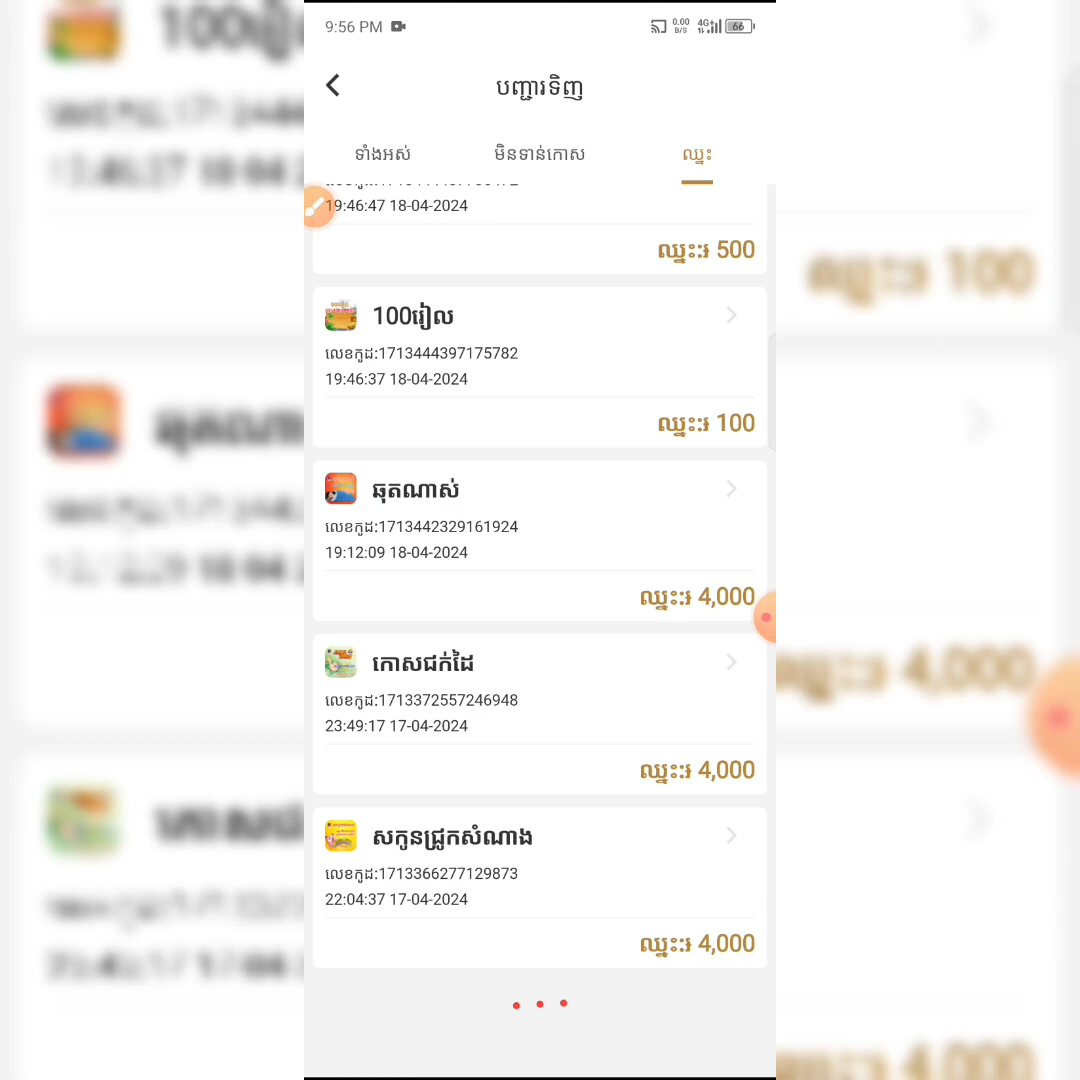 9:56 PM
0.00 B/S 4G+ 66
បញ្ជារទិញ
ទាំងអស់ មិនទាន់កោស ឈ្នះ
19:46:47 18-04-2024
ឈ្នះ:៛ 500
100រៀល
លេខកូដ:1713444397175782
19:46:37 18-04-2024
ឈ្នះ:៛ 100
ឆុតណាស់
លេខកូដ:1713442329161924
19:12:09 18-04-2024
ឈ្នះ:៛ 4,000
កោសជក់ដៃ
លេខកូដ:1713372557246948
23:49:17 17-04-2024
ឈ្នះ:៛ 4,000
សកូនជ្រូកសំណាង
លេខកូដ:1713366277129873
22:04:37 17-04-2024
ឈ្នះ:៛ 4,000